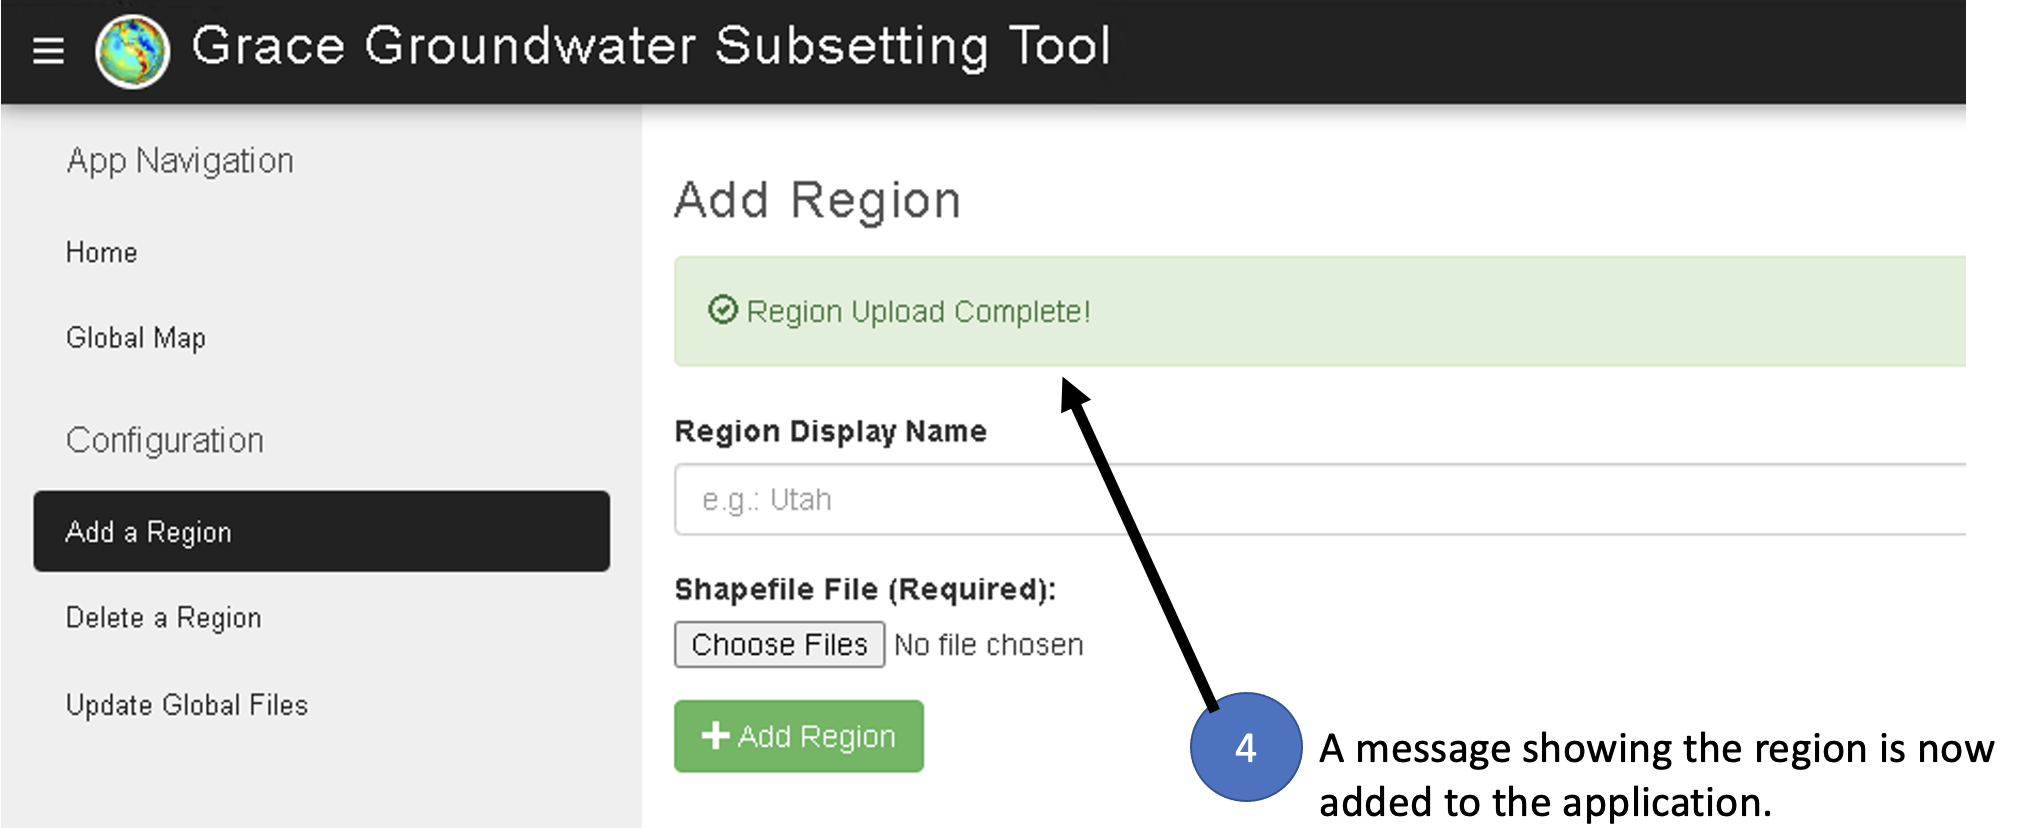 Grace Groundwater Subsetting Tool
App Navigation
Home
Global Map
Configuration
Add a Region
Delete a Region
Update Global Files
Add Region
Region Upload Complete!
Region Display Name
e.g.: Utah
Shapefile File (Required):
Choose Files No file chosen
Add Region
4
A message showing the region is now
added to the application.